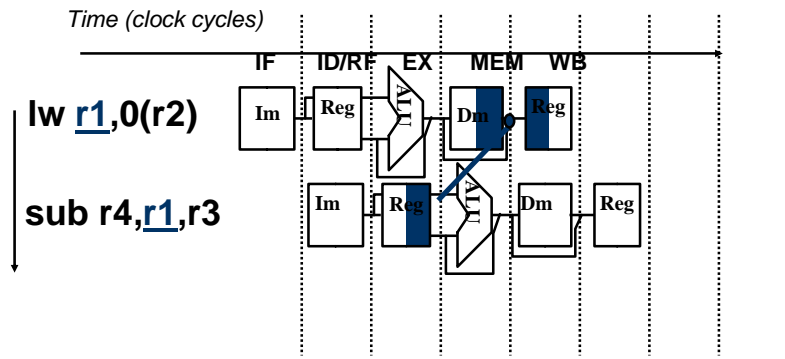 Time (clock cycles)
IF ID/RF EX MEM WB
lw r1,0(r2) Im Reg ALU Dm Reg
sub r4,r1,r3 Im Reg ALU Dm Reg